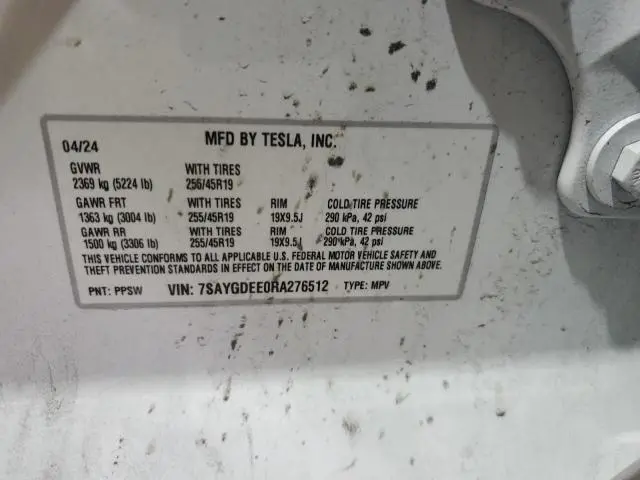 04/24 MFD BY TESLA, INC.
GVWR WITH TIRES
2369 kg (5224 lb) 255/45R19
GAWR FRT WITH TIRES RIM COLD TIRE PRESSURE
1363 kg (3004 lb) 255/45R19 19X9.5J 290 kPa, 42 psi
GAWR RR WITH TIRES RIM COLD TIRE PRESSURE
1500 kg (3306 lb) 255/45R19 19X9.5J 290 kPa, 42 psi
THIS VEHICLE CONFORMS TO ALL APPLICABLE U.S. FEDERAL MOTOR VEHICLE SAFETY AND
THEFT PREVENTION STANDARDS IN EFFECT ON THE DATE OF MANUFACTURE SHOWN ABOVE.
PNT: PPSW VIN: 7SAYGDEE0RA276512 TYPE: MPV